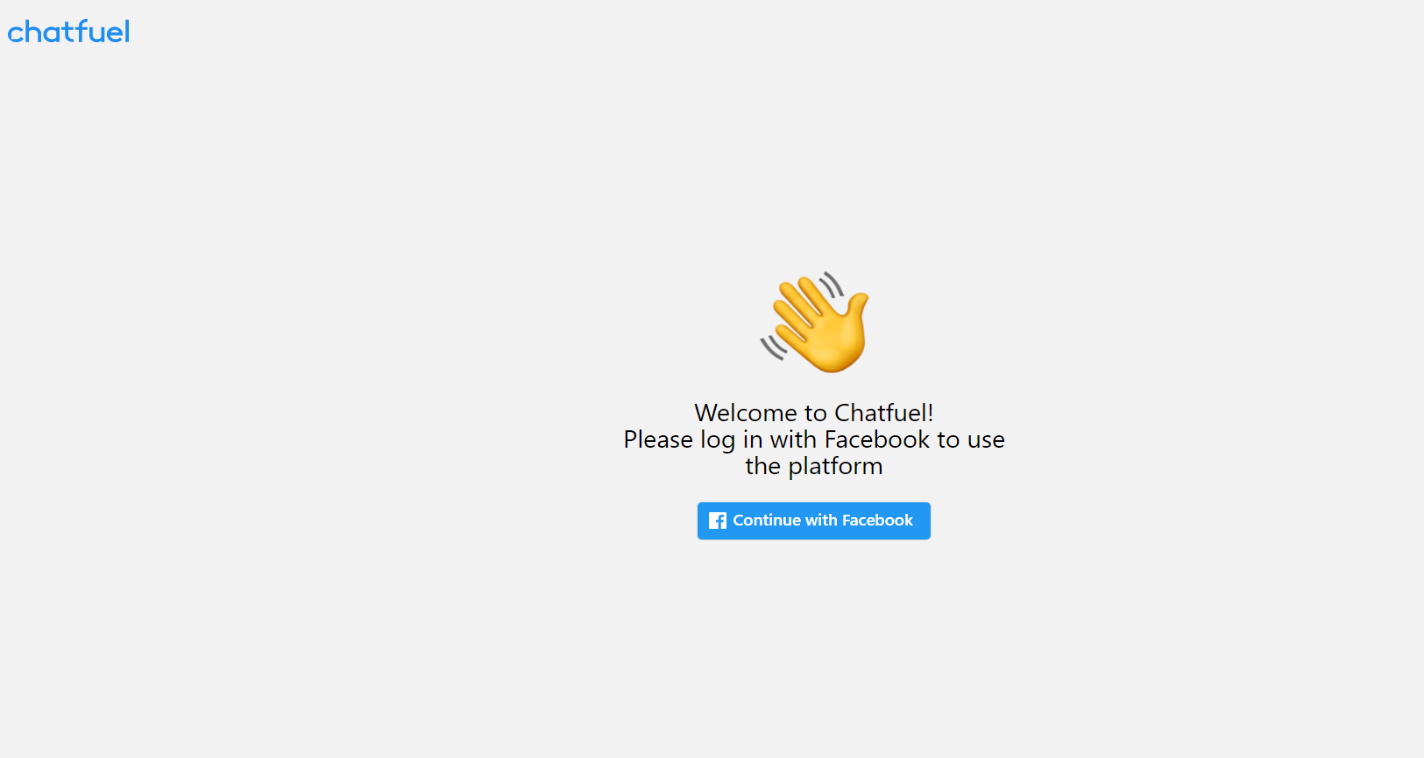 chatfuel
Welcome to Chatfuel!
Please log in with Facebook to use
the platform
Continue with Facebook